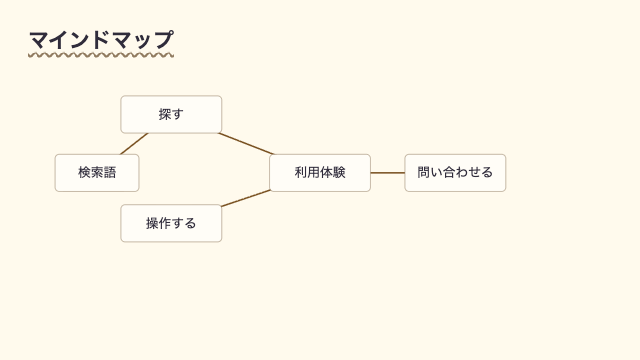 マインドマップ
探す
検索語
利用体験
問い合わせる
操作する